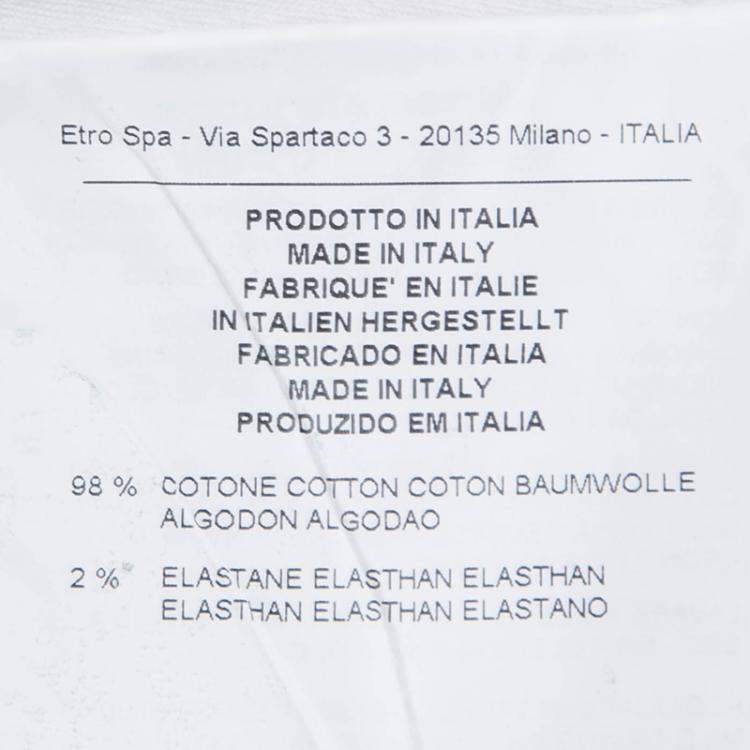 Etro Spa - Via Spartaco 3 - 20135 Milano - ITALIA
PRODOTTO IN ITALIA
MADE IN ITALY
FABRIQUE' EN ITALIE
IN ITALIEN HERGESTELLT
FABRICADO EN ITALIA
MADE IN ITALY
PRODUZIDO EM ITALIA
98 % COTONE COTTON COTON BAUMWOLLE
ALGODON ALGODAO
2 % ELASTANE ELASTHAN ELASTHAN
ELASTHAN ELASTHAN ELASTANO